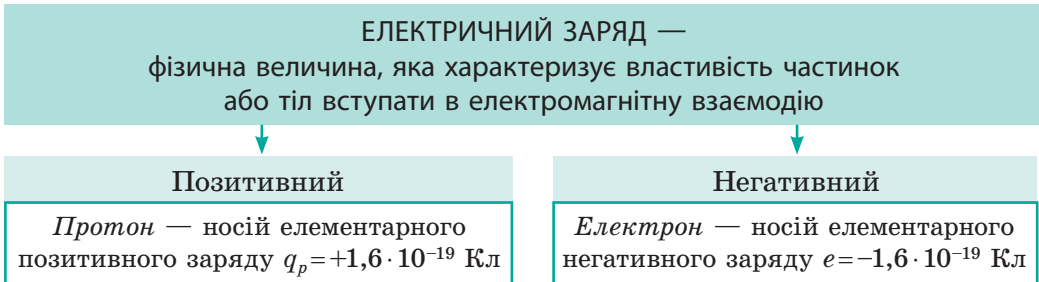 ЕЛЕКТРИЧНИЙ ЗАРЯД —
фізична величина, яка характеризує властивість частинок
або тіл вступати в електромагнітну взаємодію
Позитивний
Протон — носій елементарного
позитивного заряду qₚ=+1,6·10⁻¹⁹ Кл
Негативний
Електрон — носій елементарного
негативного заряду e=−1,6·10⁻¹⁹ Кл